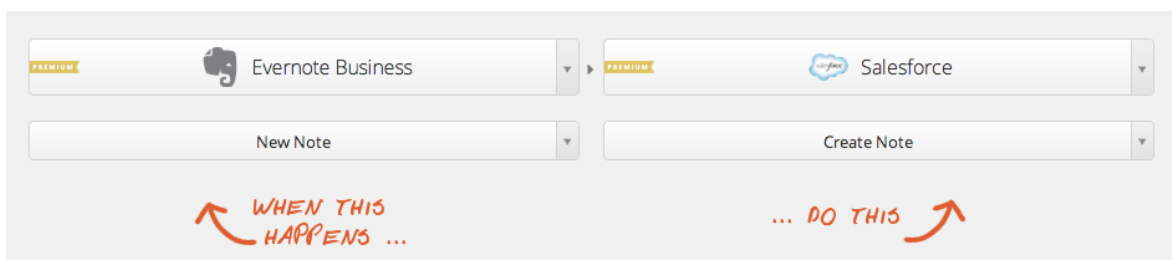 PREMIUM Evernote Business PREMIUM salesforce Salesforce
New Note Create Note
WHEN THIS
HAPPENS ...
... DO THIS